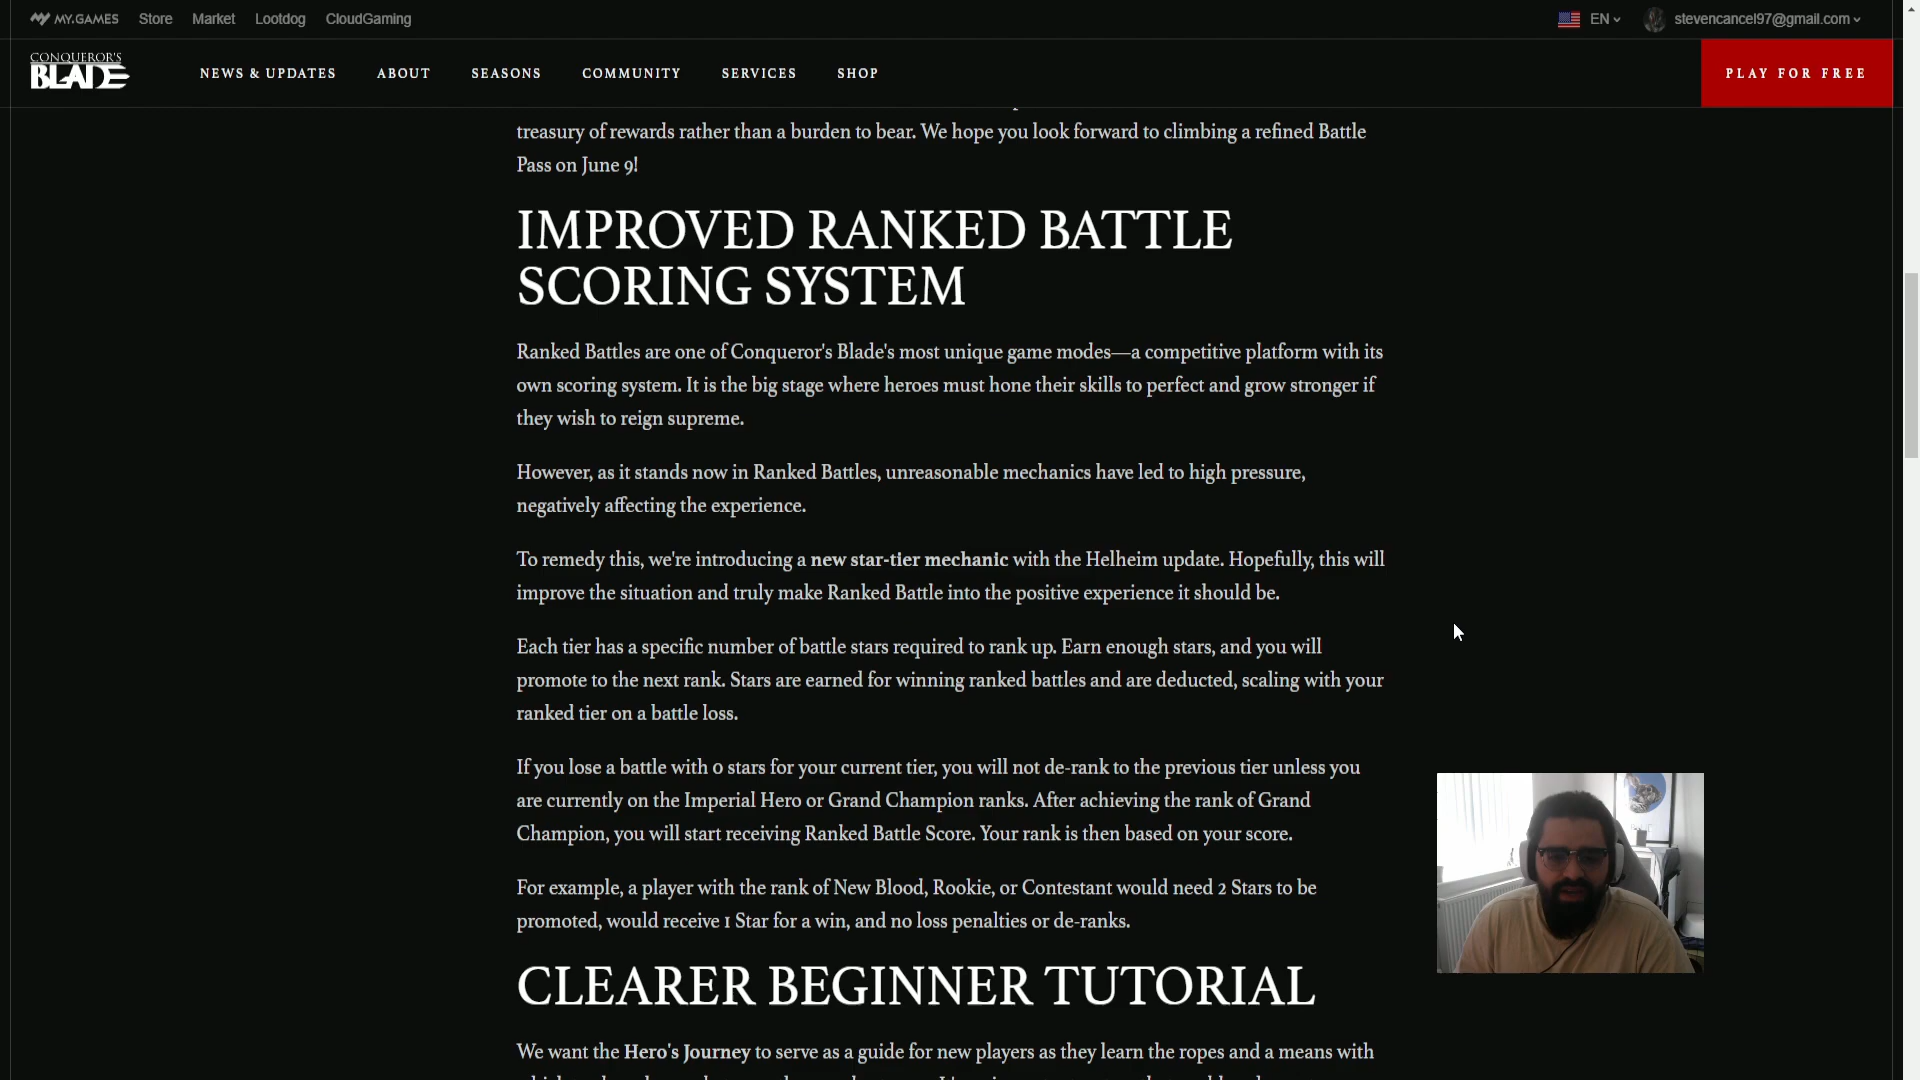 MY.GAMES Store Market Lootdog CloudGaming EN stevencancel97@gmail.com
CONQUEROR'S
BLADE
NEWS & UPDATES ABOUT SEASONS COMMUNITY SERVICES SHOP PLAY FOR FREE
treasury of rewards rather than a burden to bear. We hope you look forward to climbing a refined Battle
Pass on June 9!
IMPROVED RANKED BATTLE
SCORING SYSTEM
Ranked Battles are one of Conqueror's Blade's most unique game modes—a competitive platform with its
own scoring system. It is the big stage where heroes must hone their skills to perfect and grow stronger if
they wish to reign supreme.
However, as it stands now in Ranked Battles, unreasonable mechanics have led to high pressure,
negatively affecting the experience.
To remedy this, we're introducing a new star-tier mechanic with the Helheim update. Hopefully, this will
improve the situation and truly make Ranked Battle into the positive experience it should be.
Each tier has a specific number of battle stars required to rank up. Earn enough stars, and you will
promote to the next rank. Stars are earned for winning ranked battles and are deducted, scaling with your
ranked tier on a battle loss.
If you lose a battle with 0 stars for your current tier, you will not de-rank to the previous tier unless you
are currently on the Imperial Hero or Grand Champion ranks. After achieving the rank of Grand
Champion, you will start receiving Ranked Battle Score. Your rank is then based on your score.
For example, a player with the rank of New Blood, Rookie, or Contestant would need 2 Stars to be
promoted, would receive 1 Star for a win, and no loss penalties or de-ranks.
CLEARER BEGINNER TUTORIAL
We want the Hero's Journey to serve as a guide for new players as they learn the ropes and a means with